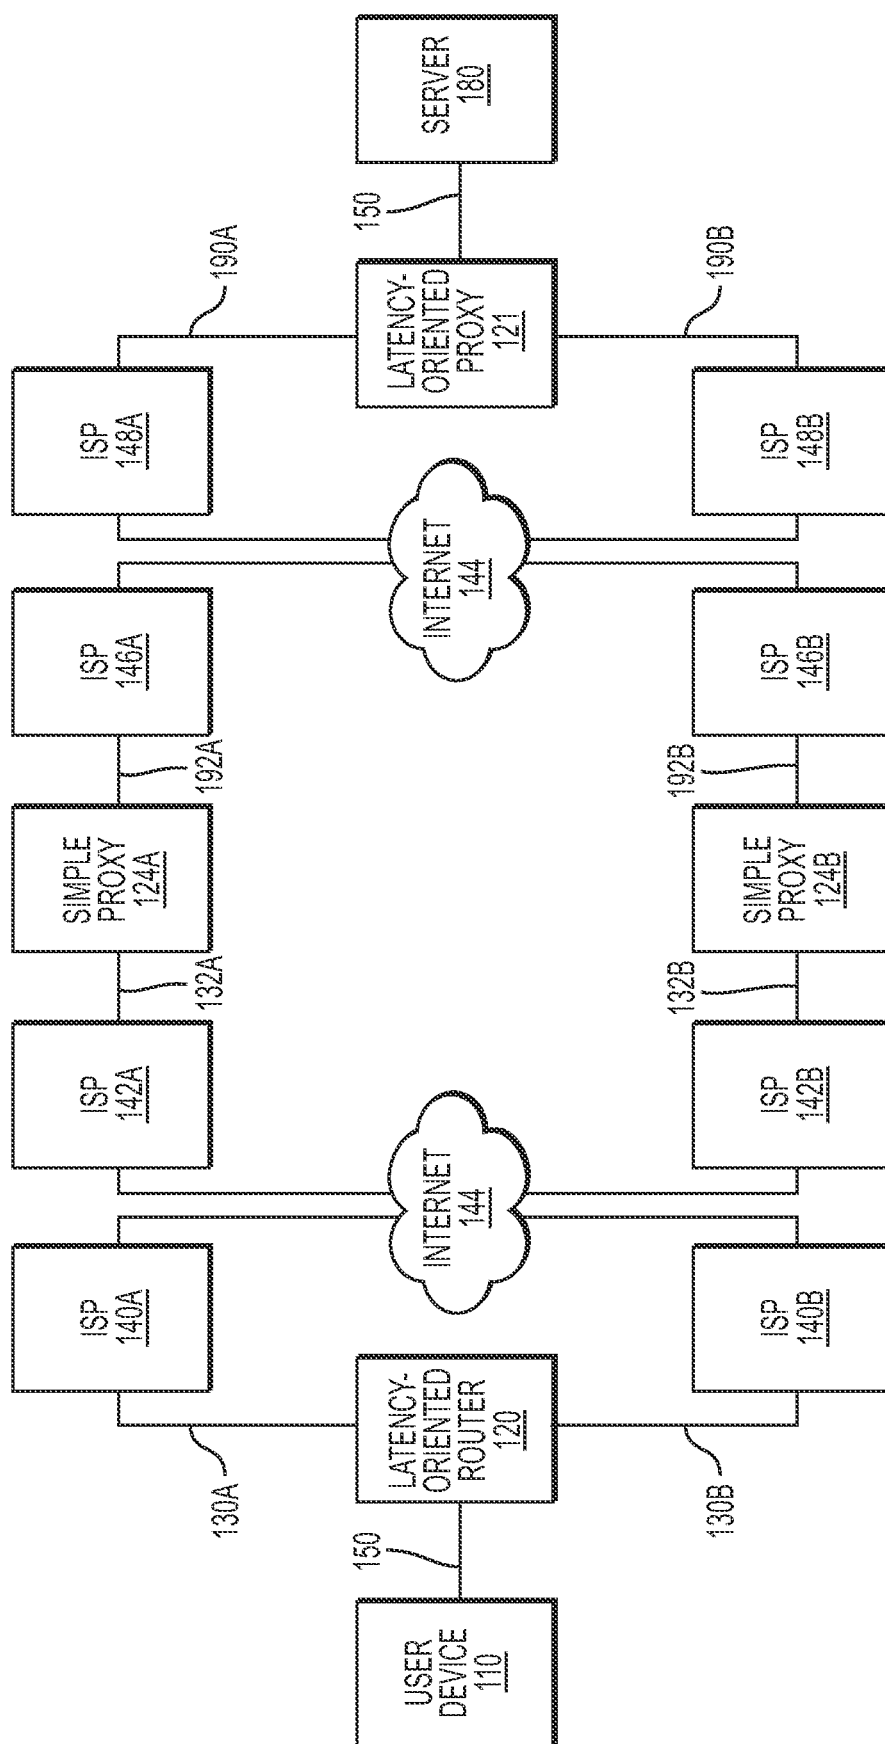 USER
DEVICE
110
150
LATENCY-
ORIENTED
ROUTER
120
130A
130B
ISP
140A
ISP
140B
INTERNET
144
ISP
142A
ISP
142B
132A
132B
SIMPLE
PROXY
124A
SIMPLE
PROXY
124B
192A
192B
ISP
146A
ISP
146B
INTERNET
144
ISP
148A
ISP
148B
190A
190B
LATENCY-
ORIENTED
PROXY
121
150
SERVER
180